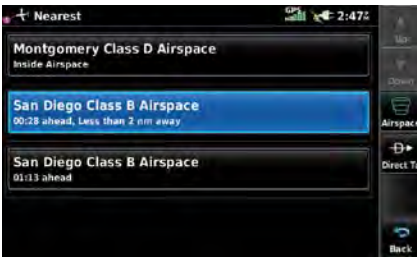 Nearest
GPS
2:47
Up
Montgomery Class D Airspace
Inside Airspace
Down
San Diego Class B Airspace
00:28 ahead, Less than 2 nm away
Airspace
San Diego Class B Airspace
01:13 ahead
Direct To
Back